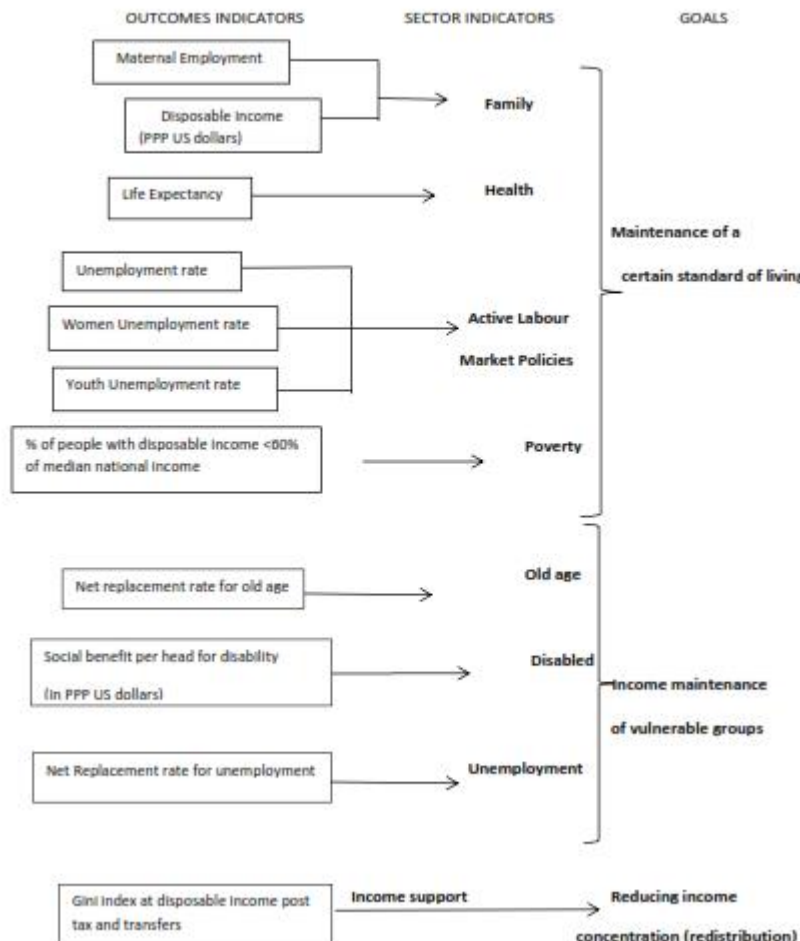 OUTCOMES INDICATORS
SECTOR INDICATORS
GOALS
Maternal Employment
Disposable Income
(PPP US dollars)
Family
Life Expectancy
Health
Maintenance of a
certain standard of living
Unemployment rate
Women Unemployment rate
Youth Unemployment rate
Active Labour
Market Policies
% of people with disposable income <60%
of median national income
Poverty
Net replacement rate for old age
Old age
Social benefit per head for disability
(in PPP US dollars)
Disabled
Income maintenance
of vulnerable groups
Net Replacement rate for unemployment
Unemployment
Gini Index at disposable income post
tax and transfers
Income support
Reducing income
concentration (redistribution)